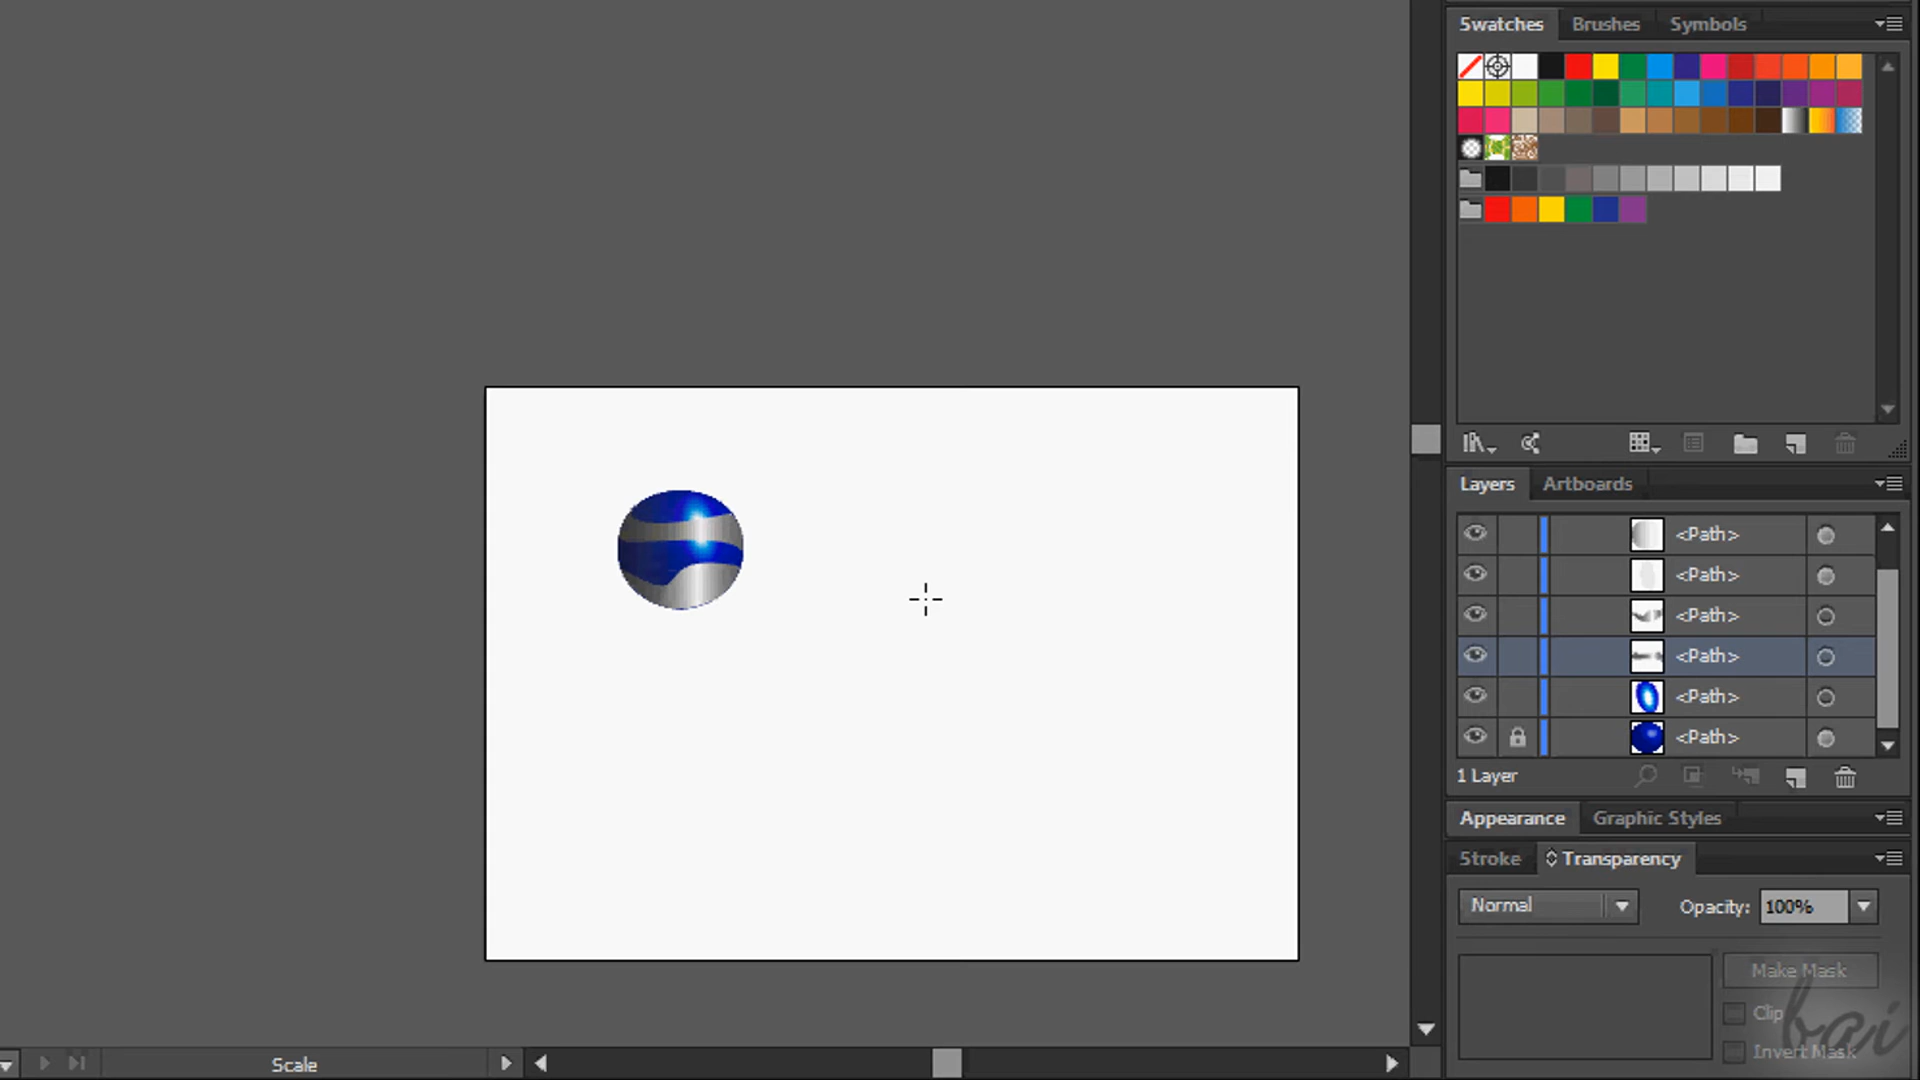 Swatches Brushes Symbols
Layers Artboards
<Path>
<Path>
<Path>
<Path>
<Path>
<Path>
1 Layer
Appearance Graphic Styles
Stroke Transparency
Normal Opacity: 100%
Make Mask
Clip
Invert Mask
bai
Scale